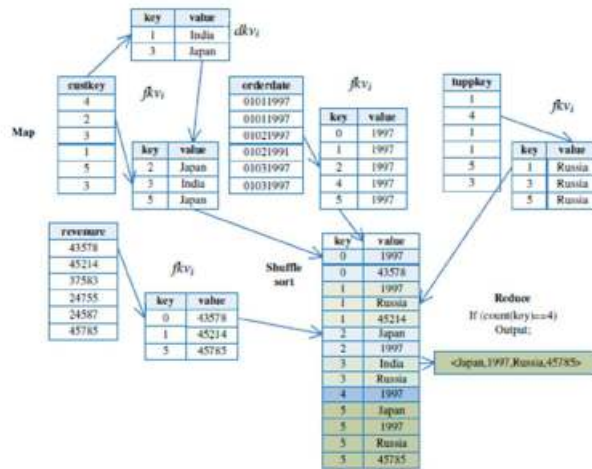 key value
1 India
3 Japan
dkvi
custkey
4
2
3
1
5
3
fkvi
Map
key value
2 Japan
3 India
5 Japan
orderdate
01011997
01011997
01021997
01021991
01031997
01031997
fkvi
key value
0 1997
1 1997
2 1997
4 1997
5 1997
tuppkey
1
4
1
1
5
3
fkvi
key value
1 Russia
3 Russia
5 Russia
revenure
43578
45214
37583
24755
24587
45785
fkvi
key value
0 43578
1 45214
5 45785
Shuffle
sort
key value
0 1997
0 43578
1 1997
1 Russia
1 45214
2 Japan
2 1997
3 India
3 Russia
4 1997
5 Japan
5 1997
5 Russia
5 45785
Reduce
If (count(key)==4)
Output;
<Japan,1997,Russia,45785>